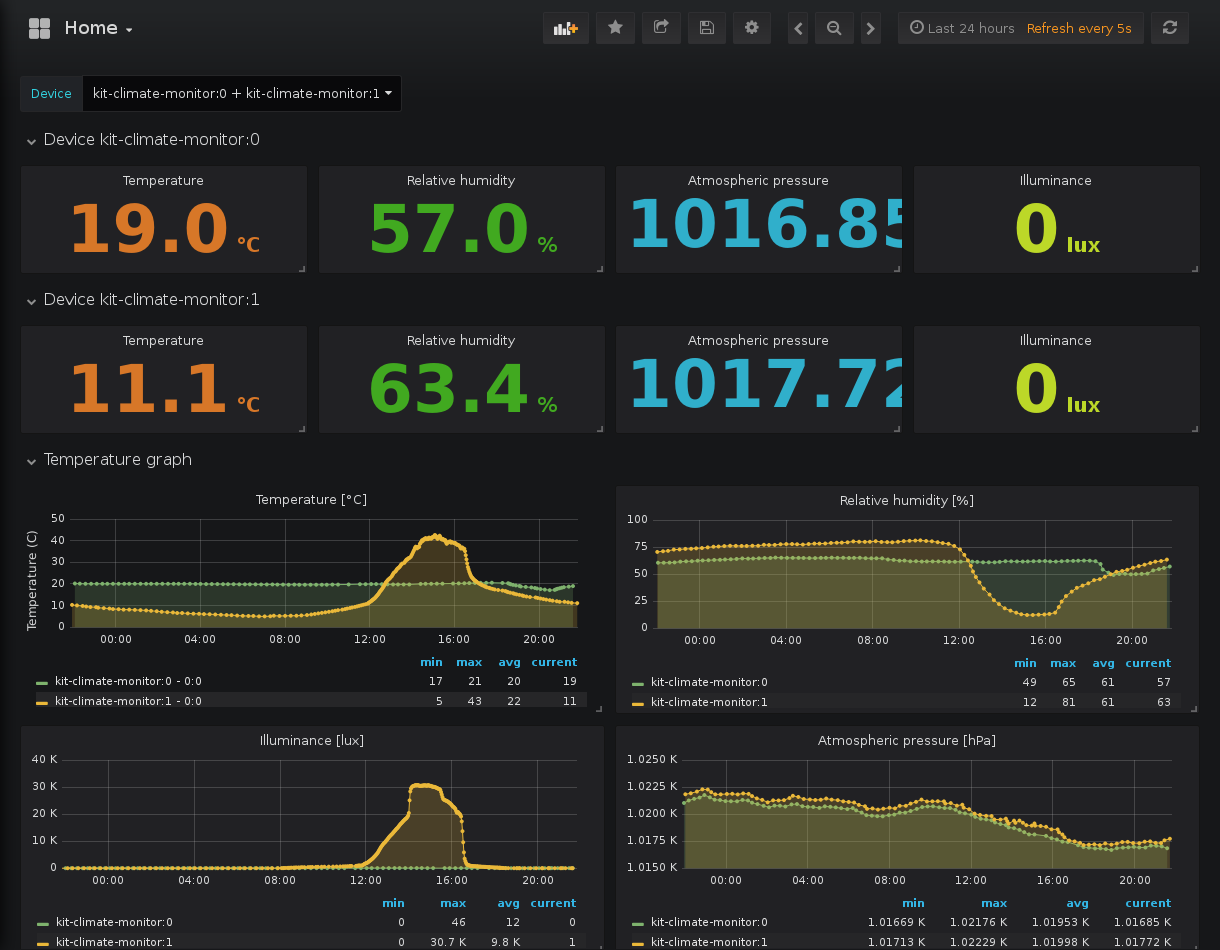 Home
Last 24 hours Refresh every 5s
Device kit-climate-monitor:0 + kit-climate-monitor:1
Device kit-climate-monitor:0
Temperature Relative humidity Atmospheric pressure Illuminance
19.0 °C 57.0 % 1016.85 0 lux
Device kit-climate-monitor:1
Temperature Relative humidity Atmospheric pressure Illuminance
11.1 °C 63.4 % 1017.72 0 lux
Temperature graph
Temperature [°C]
Temperature (C)
50
40
30
20
10
0
00:00 04:00 08:00 12:00 16:00 20:00
min max avg current
kit-climate-monitor:0 - 0:0 17 21 20 19
kit-climate-monitor:1 - 0:0 5 43 22 11
Relative humidity [%]
100
75
50
25
0
00:00 04:00 08:00 12:00 16:00 20:00
min max avg current
kit-climate-monitor:0 49 65 61 57
kit-climate-monitor:1 12 81 61 63
Illuminance [lux]
40 K
30 K
20 K
10 K
0
00:00 04:00 08:00 12:00 16:00 20:00
min max avg current
kit-climate-monitor:0 0 46 12 0
kit-climate-monitor:1 0 30.7 K 9.8 K 1
Atmospheric pressure [hPa]
1.0250 K
1.0225 K
1.0200 K
1.0175 K
1.0150 K
00:00 04:00 08:00 12:00 16:00 20:00
min max avg current
kit-climate-monitor:0 1.01669 K 1.02176 K 1.01953 K 1.01685 K
kit-climate-monitor:1 1.01713 K 1.02229 K 1.01998 K 1.01772 K